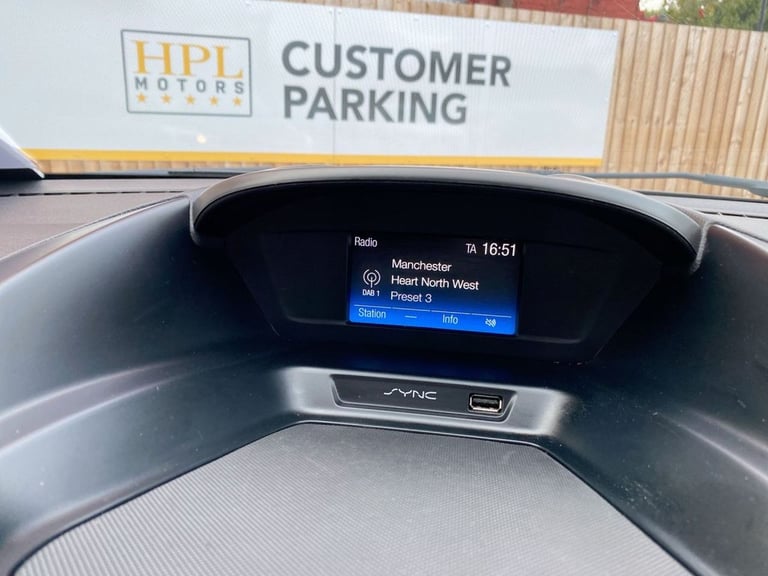 HPL
MOTORS
CUSTOMER
PARKING
Radio
TA 16:51
Manchester
Heart North West
DAB 1
Preset 3
Station
Info
SYNC